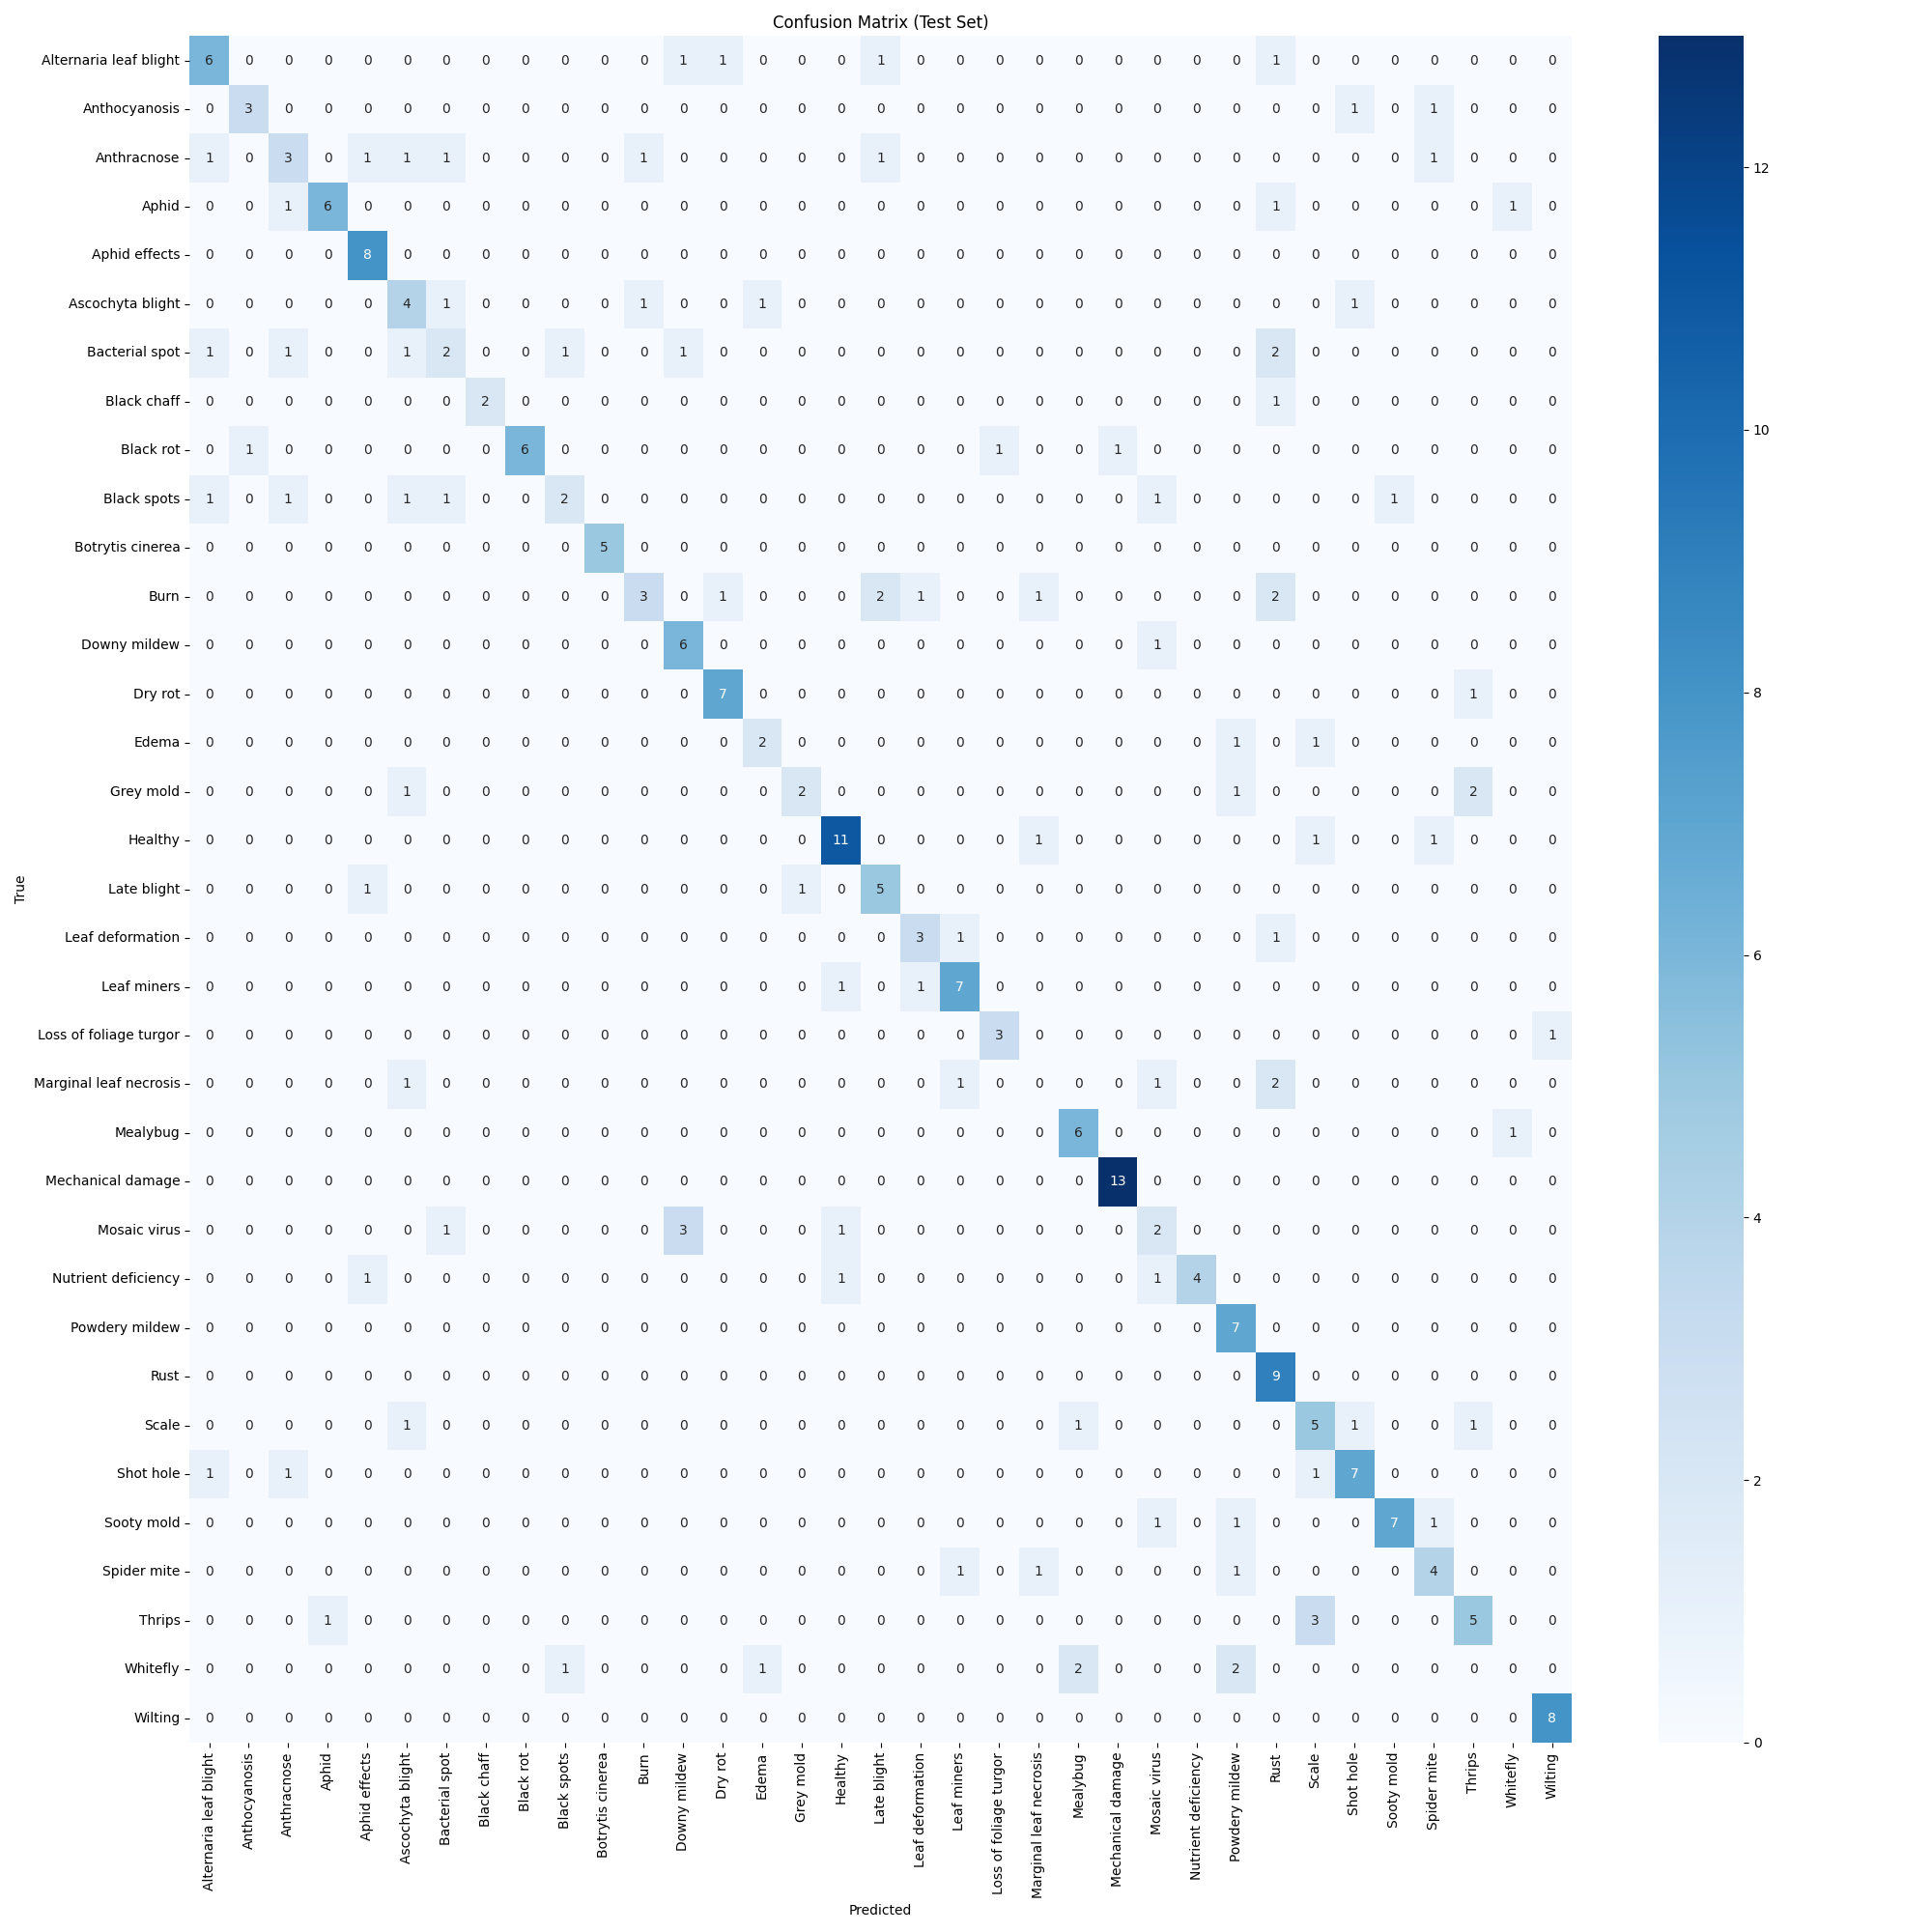 Confusion Matrix (Test Set)
Alternaria leaf blight 6 0 0 0 0 0 0 0 0 0 0 0 1 1 0 0 0 1 0 0 0 0 0 0 0 0 0 1 0 0 0 0 0 0 0
Anthocyanosis 0 3 0 0 0 0 0 0 0 0 0 0 0 0 0 0 0 0 0 0 0 0 0 0 0 0 0 0 0 1 0 1 0 0 0
Anthracnose 1 0 3 0 1 1 1 0 0 0 0 1 0 0 0 0 0 1 0 0 0 0 0 0 0 0 0 0 0 0 0 1 0 0 0
Aphid 0 0 1 6 0 0 0 0 0 0 0 0 0 0 0 0 0 0 0 0 0 0 0 0 0 0 0 1 0 0 0 0 0 1 0
Aphid effects 0 0 0 0 8 0 0 0 0 0 0 0 0 0 0 0 0 0 0 0 0 0 0 0 0 0 0 0 0 0 0 0 0 0 0
Ascochyta blight 0 0 0 0 0 4 1 0 0 0 0 1 0 0 1 0 0 0 0 0 0 0 0 0 0 0 0 0 0 1 0 0 0 0 0
Bacterial spot 1 0 1 0 0 1 2 0 0 1 0 0 1 0 0 0 0 0 0 0 0 0 0 0 0 0 0 2 0 0 0 0 0 0 0
Black chaff 0 0 0 0 0 0 0 2 0 0 0 0 0 0 0 0 0 0 0 0 0 0 0 0 0 0 0 1 0 0 0 0 0 0 0
Black rot 0 1 0 0 0 0 0 0 6 0 0 0 0 0 0 0 0 0 0 0 1 0 0 1 0 0 0 0 0 0 0 0 0 0 0
Black spots 1 0 1 0 0 1 1 0 0 2 0 0 0 0 0 0 0 0 0 0 0 0 0 0 1 0 0 0 0 0 1 0 0 0 0
Botrytis cinerea 0 0 0 0 0 0 0 0 0 0 5 0 0 0 0 0 0 0 0 0 0 0 0 0 0 0 0 0 0 0 0 0 0 0 0
Burn 0 0 0 0 0 0 0 0 0 0 0 3 0 1 0 0 0 2 1 0 0 1 0 0 0 0 0 2 0 0 0 0 0 0 0
Downy mildew 0 0 0 0 0 0 0 0 0 0 0 0 6 0 0 0 0 0 0 0 0 0 0 0 1 0 0 0 0 0 0 0 0 0 0
Dry rot 0 0 0 0 0 0 0 0 0 0 0 0 0 7 0 0 0 0 0 0 0 0 0 0 0 0 0 0 0 0 0 0 1 0 0
Edema 0 0 0 0 0 0 0 0 0 0 0 0 0 0 2 0 0 0 0 0 0 0 0 0 0 0 1 0 1 0 0 0 0 0 0
Grey mold 0 0 0 0 0 1 0 0 0 0 0 0 0 0 0 2 0 0 0 0 0 0 0 0 0 0 1 0 0 0 0 0 2 0 0
Healthy 0 0 0 0 0 0 0 0 0 0 0 0 0 0 0 0 11 0 0 0 0 1 0 0 0 0 0 0 1 0 0 1 0 0 0
Late blight 0 0 0 0 1 0 0 0 0 0 0 0 0 0 0 1 0 5 0 0 0 0 0 0 0 0 0 0 0 0 0 0 0 0 0
Leaf deformation 0 0 0 0 0 0 0 0 0 0 0 0 0 0 0 0 0 0 3 1 0 0 0 0 0 0 0 1 0 0 0 0 0 0 0
Leaf miners 0 0 0 0 0 0 0 0 0 0 0 0 0 0 0 0 1 0 1 7 0 0 0 0 0 0 0 0 0 0 0 0 0 0 0
Loss of foliage turgor 0 0 0 0 0 0 0 0 0 0 0 0 0 0 0 0 0 0 0 0 3 0 0 0 0 0 0 0 0 0 0 0 0 0 1
Marginal leaf necrosis 0 0 0 0 0 1 0 0 0 0 0 0 0 0 0 0 0 0 0 1 0 0 0 0 1 0 0 2 0 0 0 0 0 0 0
Mealybug 0 0 0 0 0 0 0 0 0 0 0 0 0 0 0 0 0 0 0 0 0 0 6 0 0 0 0 0 0 0 0 0 0 1 0
Mechanical damage 0 0 0 0 0 0 0 0 0 0 0 0 0 0 0 0 0 0 0 0 0 0 0 13 0 0 0 0 0 0 0 0 0 0 0
Mosaic virus 0 0 0 0 0 0 1 0 0 0 0 0 3 0 0 0 1 0 0 0 0 0 0 0 2 0 0 0 0 0 0 0 0 0 0
Nutrient deficiency 0 0 0 0 1 0 0 0 0 0 0 0 0 0 0 0 1 0 0 0 0 0 0 0 1 4 0 0 0 0 0 0 0 0 0
Powdery mildew 0 0 0 0 0 0 0 0 0 0 0 0 0 0 0 0 0 0 0 0 0 0 0 0 0 0 7 0 0 0 0 0 0 0 0
Rust 0 0 0 0 0 0 0 0 0 0 0 0 0 0 0 0 0 0 0 0 0 0 0 0 0 0 0 9 0 0 0 0 0 0 0
Scale 0 0 0 0 0 1 0 0 0 0 0 0 0 0 0 0 0 0 0 0 0 0 1 0 0 0 0 0 5 1 0 0 1 0 0
Shot hole 1 0 1 0 0 0 0 0 0 0 0 0 0 0 0 0 0 0 0 0 0 0 0 0 0 0 0 0 1 7 0 0 0 0 0
Sooty mold 0 0 0 0 0 0 0 0 0 0 0 0 0 0 0 0 0 0 0 0 0 0 0 0 1 0 1 0 0 0 7 1 0 0 0
Spider mite 0 0 0 0 0 0 0 0 0 0 0 0 0 0 0 0 0 0 0 1 0 1 0 0 0 0 1 0 0 0 0 4 0 0 0
Thrips 0 0 0 1 0 0 0 0 0 0 0 0 0 0 0 0 0 0 0 0 0 0 0 0 0 0 0 0 3 0 0 0 5 0 0
Whitefly 0 0 0 0 0 0 0 0 0 1 0 0 0 0 1 0 0 0 0 0 0 0 2 0 0 0 2 0 0 0 0 0 0 0 0
Wilting 0 0 0 0 0 0 0 0 0 0 0 0 0 0 0 0 0 0 0 0 0 0 0 0 0 0 0 0 0 0 0 0 0 0 8
True
Alternaria leaf blight
Anthocyanosis
Anthracnose
Aphid
Aphid effects
Ascochyta blight
Bacterial spot
Black chaff
Black rot
Black spots
Botrytis cinerea
Burn
Downy mildew
Dry rot
Edema
Grey mold
Healthy
Late blight
Leaf deformation
Leaf miners
Loss of foliage turgor
Marginal leaf necrosis
Mealybug
Mechanical damage
Mosaic virus
Nutrient deficiency
Powdery mildew
Rust
Scale
Shot hole
Sooty mold
Spider mite
Thrips
Whitefly
Wilting
Predicted
12
10
8
6
4
2
0